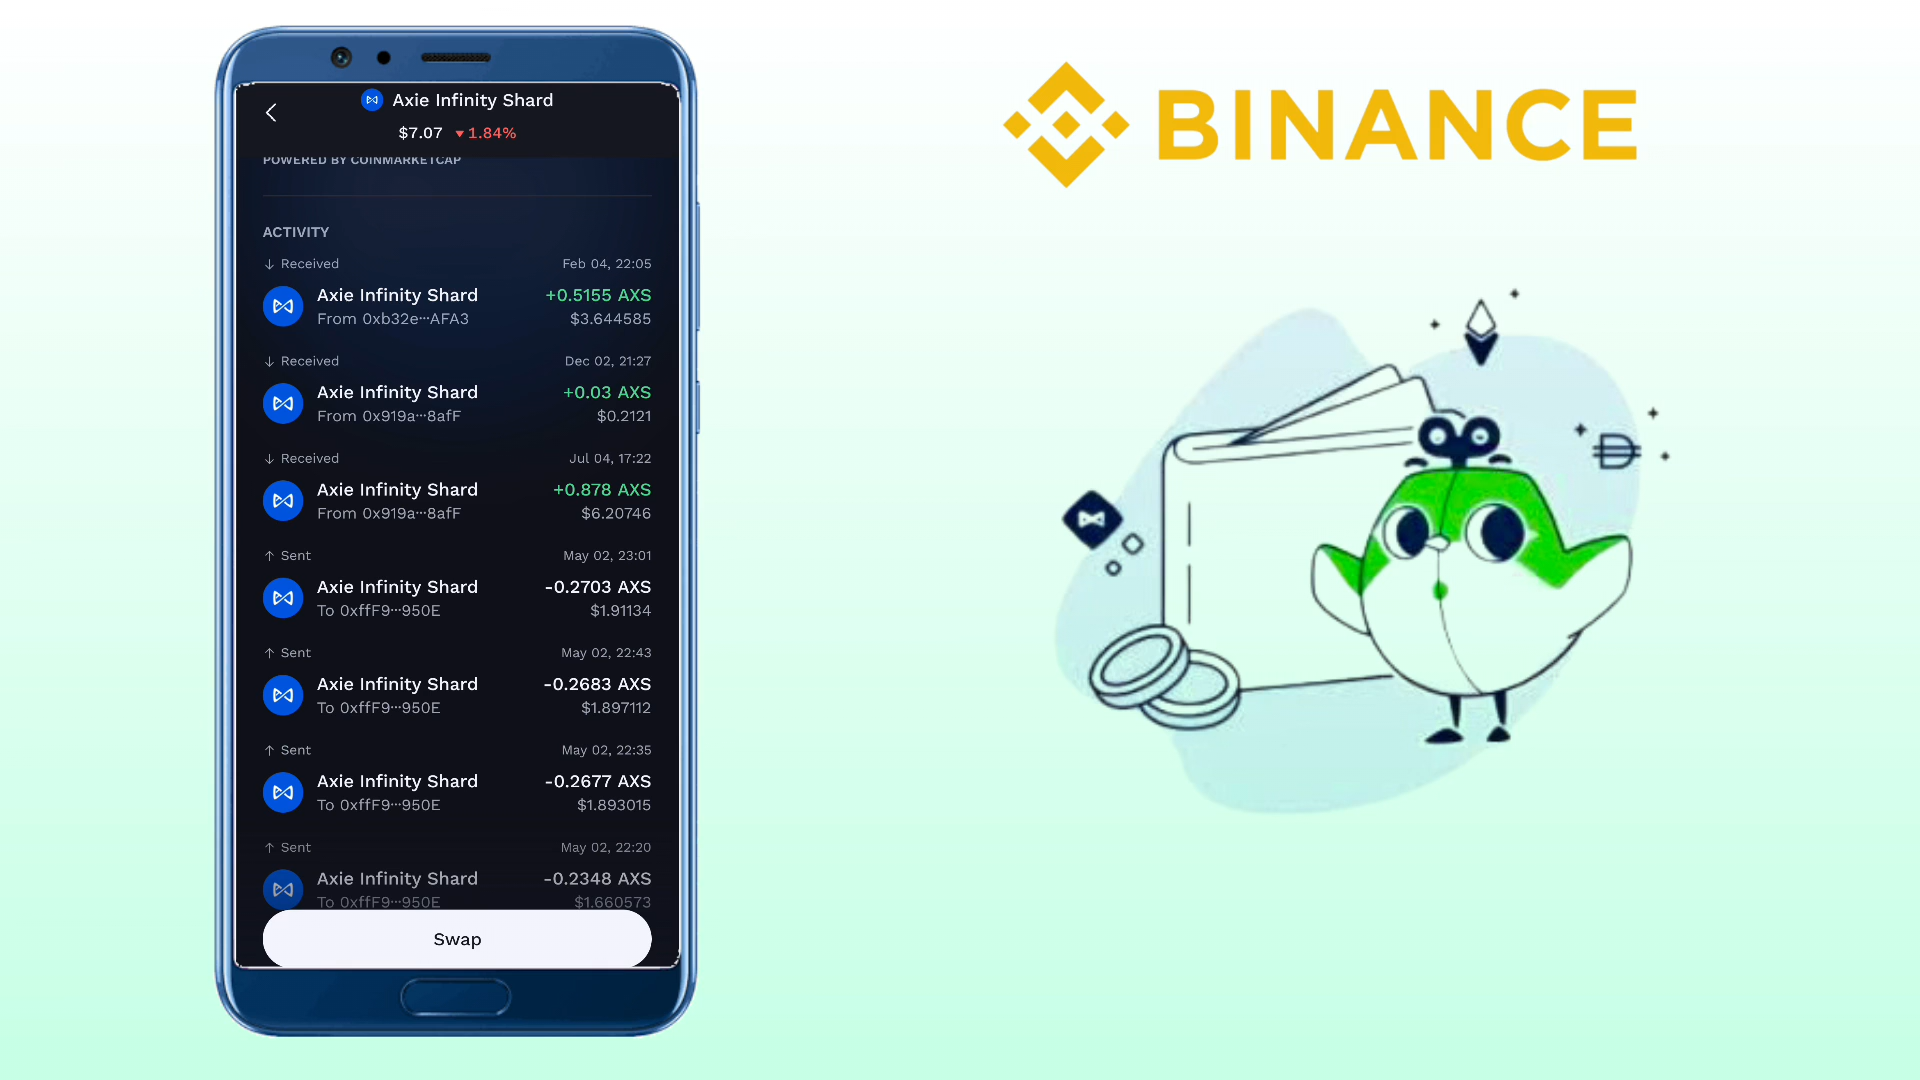 Axie Infinity Shard
$7.07 ▼1.84%
POWERED BY COINMARKETCAP
ACTIVITY
↓ Received Feb 04, 22:05
Axie Infinity Shard +0.5155 AXS
From 0xb32e···AFA3 $3.644585
↓ Received Dec 02, 21:27
Axie Infinity Shard +0.03 AXS
From 0x919a···8afF $0.2121
↓ Received Jul 04, 17:22
Axie Infinity Shard +0.878 AXS
From 0x919a···8afF $6.20746
↑ Sent May 02, 23:01
Axie Infinity Shard -0.2703 AXS
To 0xffF9···950E $1.91134
↑ Sent May 02, 22:43
Axie Infinity Shard -0.2683 AXS
To 0xffF9···950E $1.897112
↑ Sent May 02, 22:35
Axie Infinity Shard -0.2677 AXS
To 0xffF9···950E $1.893015
↑ Sent May 02, 22:20
Axie Infinity Shard -0.2348 AXS
To 0xffF9···950E $1.660573
Swap
BINANCE